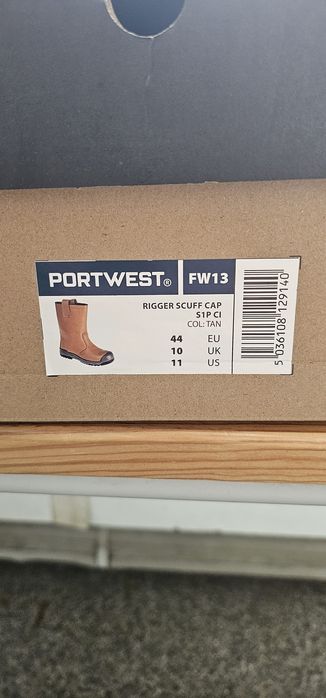 PORTWEST® FW13
RIGGER SCUFF CAP
S1P CI
COL: TAN
44 EU
10 UK
11 US
5 036108 129140